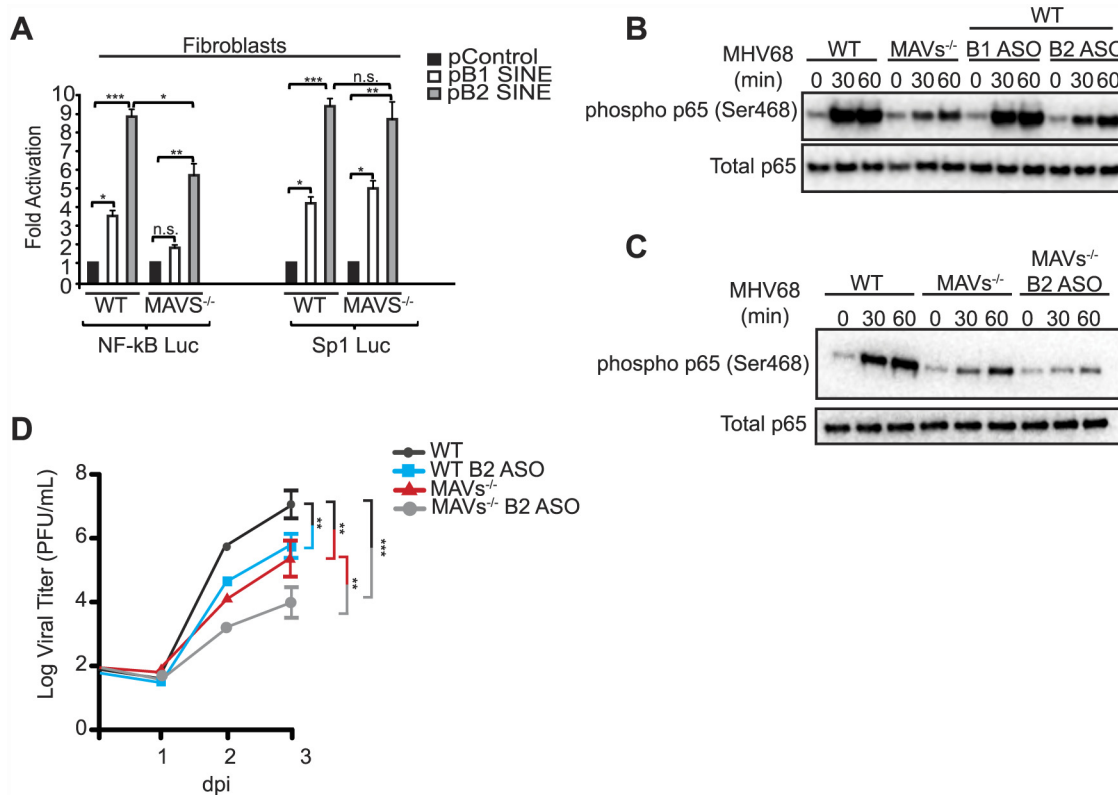 A
Fibroblasts
pControl
pB1 SINE
pB2 SINE
Fold Activation
10
9
8
7
6
5
4
3
2
1
0
***
*
*
**
n.s.
***
n.s.
**
*
*
WT MAVS-/- WT MAVS-/-
NF-kB Luc Sp1 Luc
B
WT
MHV68 WT MAVs-/- B1 ASO B2 ASO
(min) 0 30 60 0 30 60 0 30 60 0 30 60
phospho p65 (Ser468)
Total p65
C
MAVs-/-
MHV68 WT MAVs-/- B2 ASO
(min) 0 30 60 0 30 60 0 30 60
phospho p65 (Ser468)
Total p65
D
WT
WT B2 ASO
MAVs-/-
MAVs-/- B2 ASO
Log Viral Titer (PFU/mL)
8
6
4
2
0
**
**
**
***
1 2 3
dpi